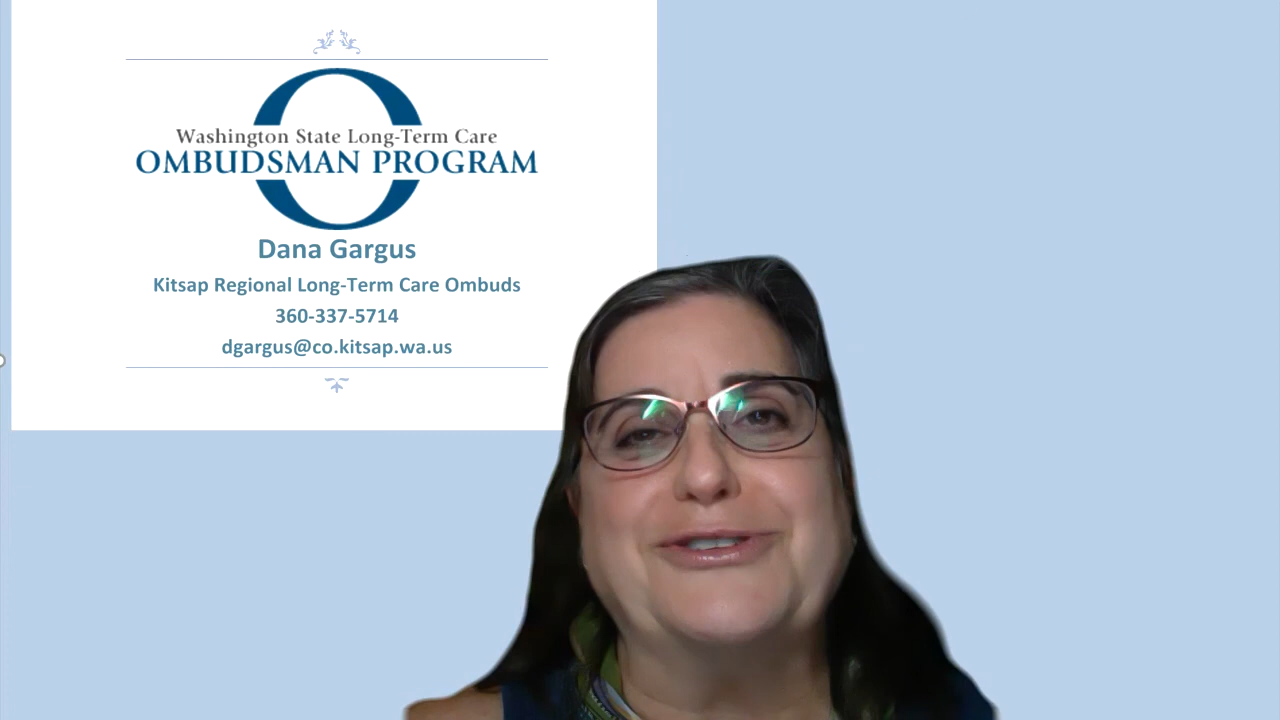 Washington State Long-Term Care
OMBUDSMAN PROGRAM
Dana Gargus
Kitsap Regional Long-Term Care Ombuds
360-337-5714
dgargus@co.kitsap.wa.us